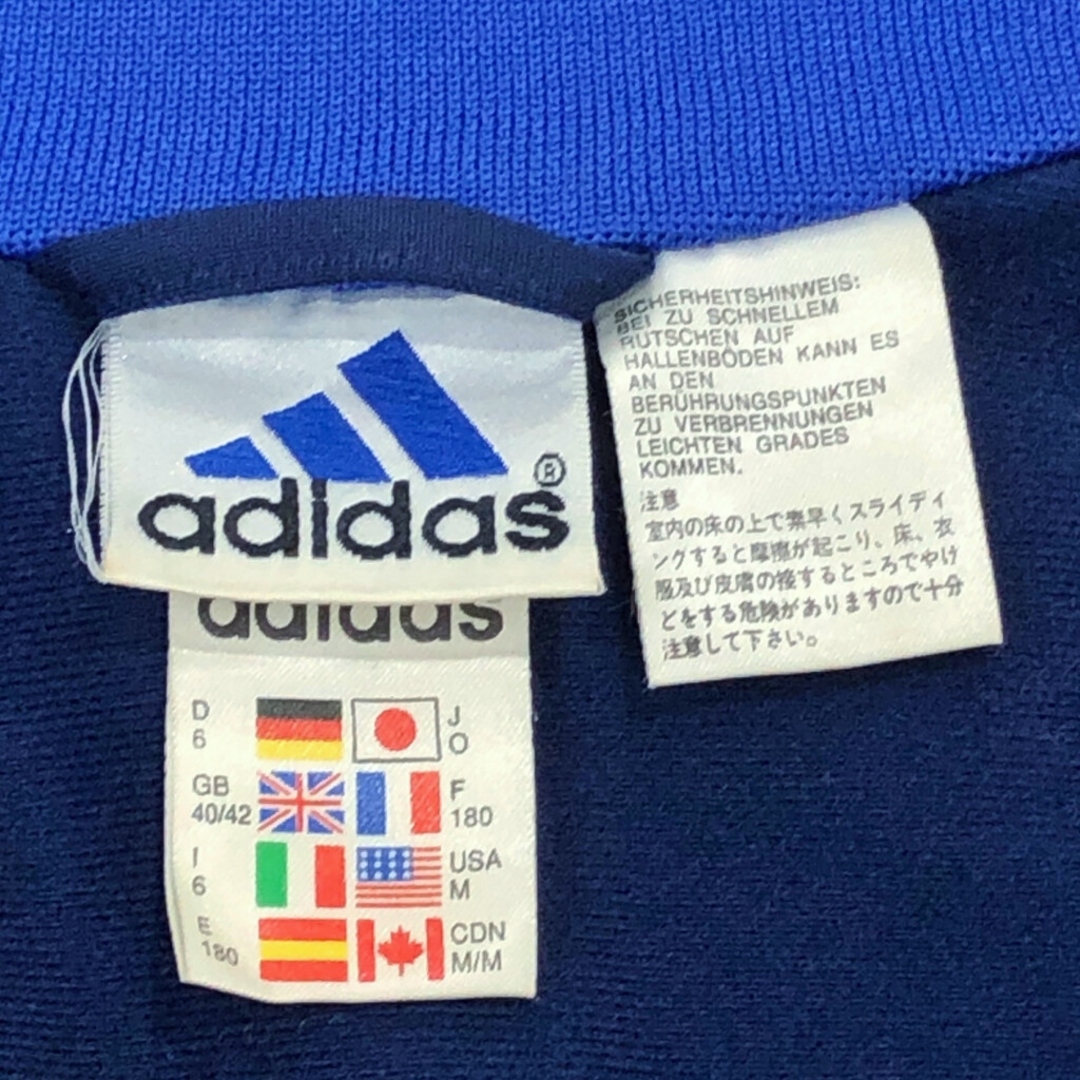 adidas®
adidas
D
6
J
O
GB
40/42
F
180
I
6
USA
M
E
180
CDN
M/M
SICHERHEITSHINWEIS:
BEI ZU SCHNELLEM
RUTSCHEN AUF
HALLENBÖDEN KANN ES
AN DEN
BERÜHRUNGSPUNKTEN
ZU VERBRENNUNGEN
LEICHTEN GRADES
KOMMEN.
注意
室内の床の上で素早くスライディ
ングすると摩擦が起こり、床、衣
服及び皮膚の接するところでやけ
どをする危険がありますので十分
注意して下さい。